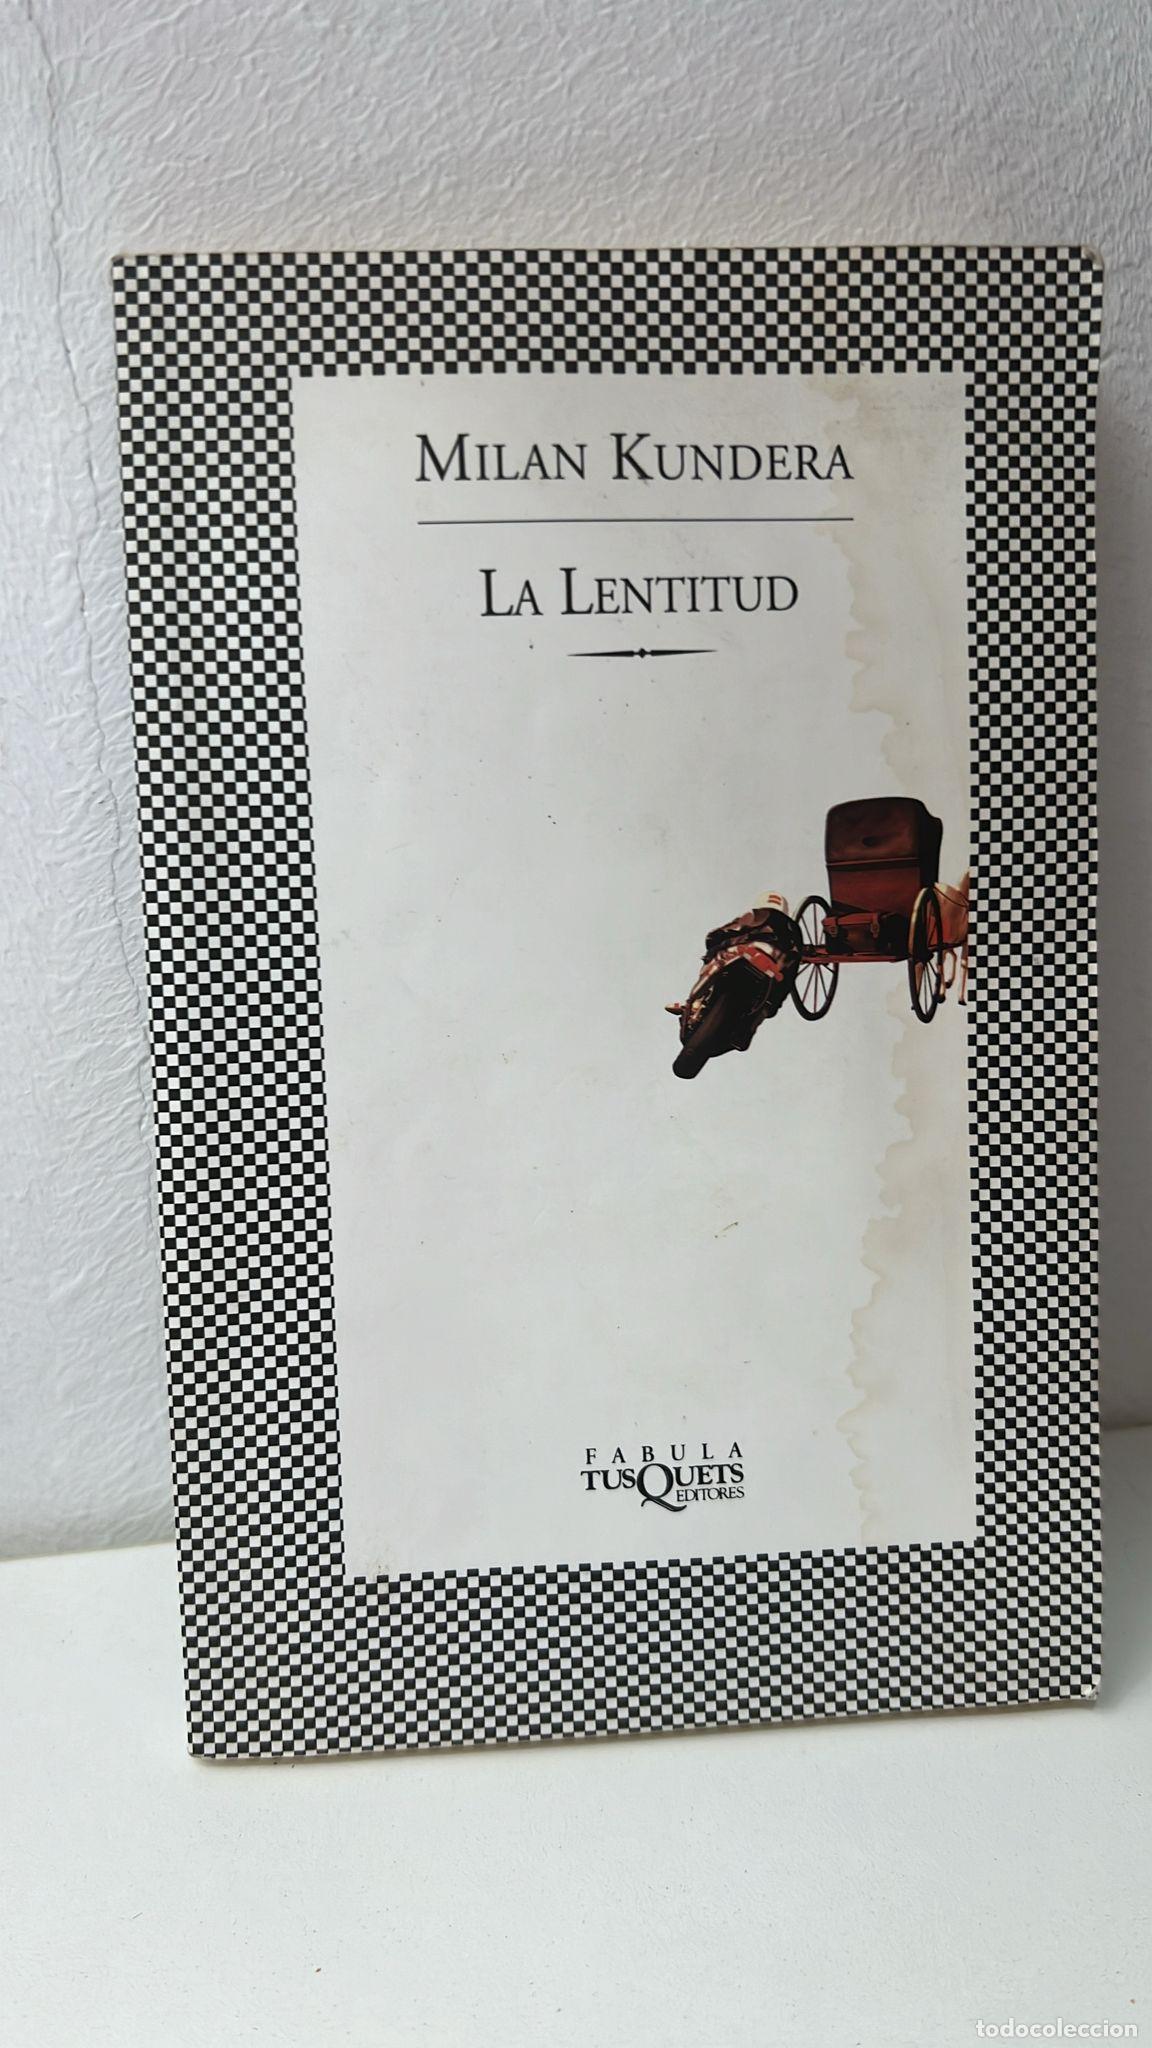 MILAN KUNDERA
LA LENTITUD
FABULA
TUSQUETS
EDITORES
todocoleccion